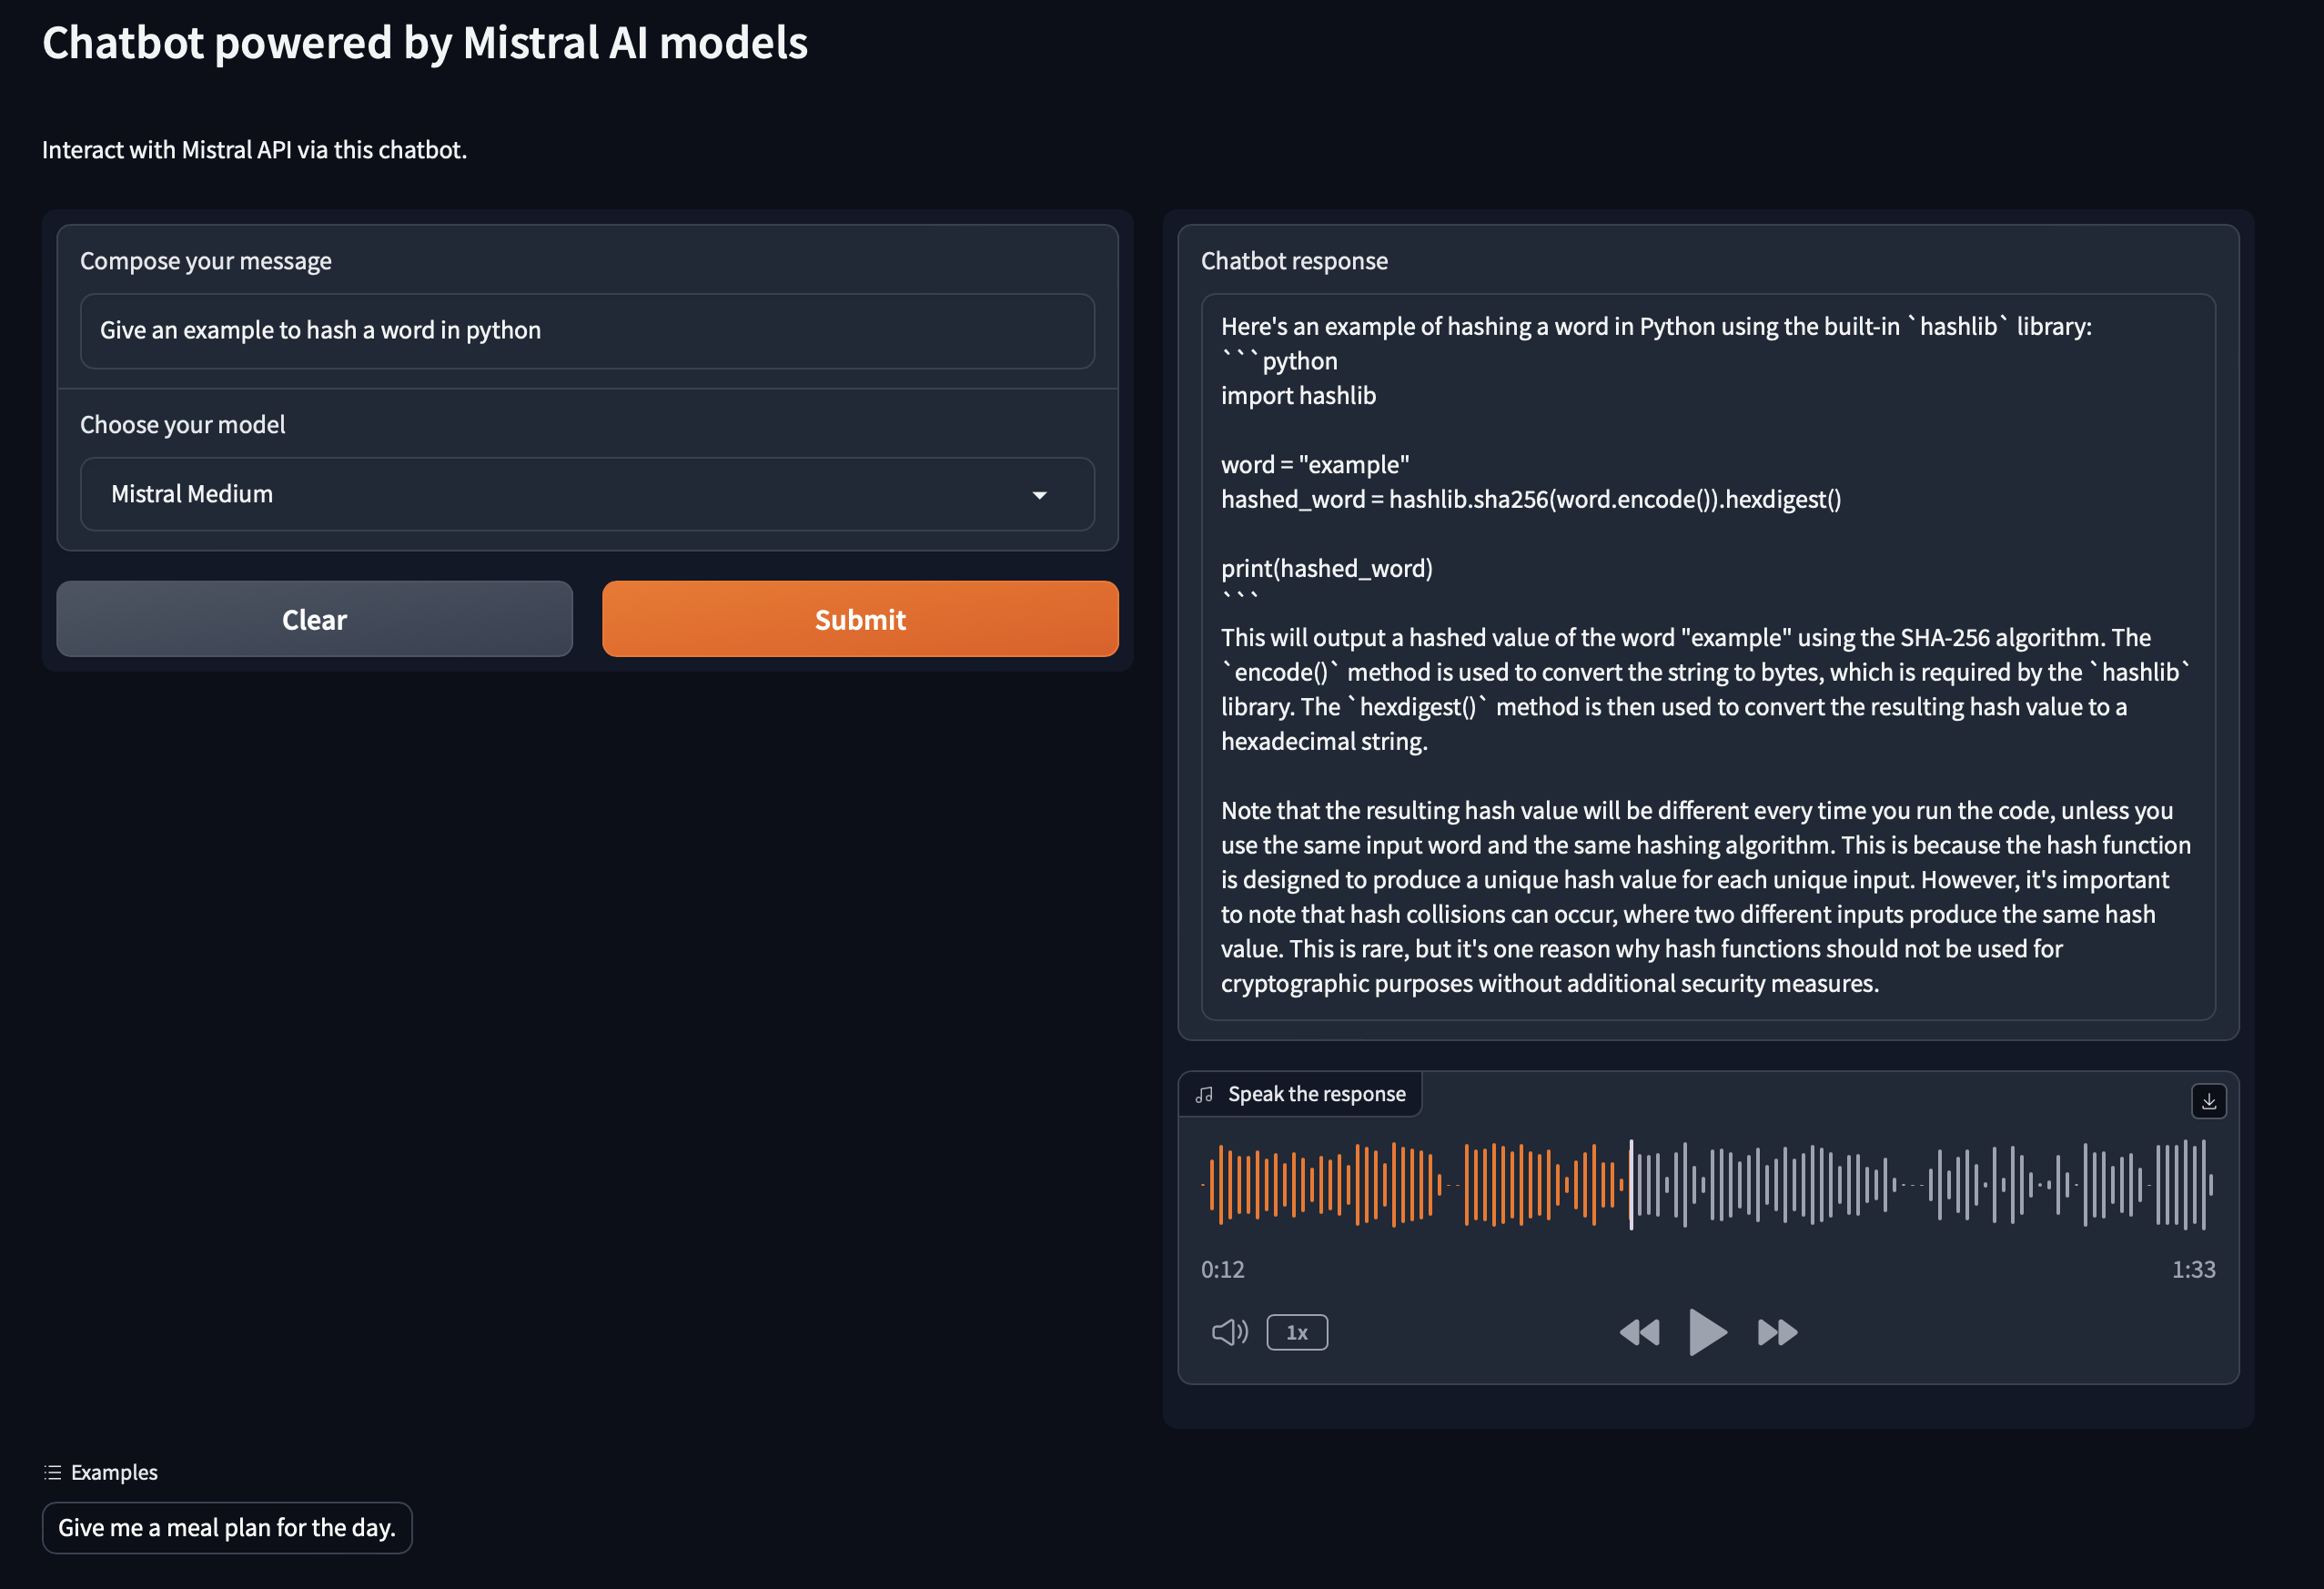 Chatbot powered by Mistral AI models
Interact with Mistral API via this chatbot.
Compose your message
Give an example to hash a word in python
Choose your model
Mistral Medium
Clear
Submit
Chatbot response
Here's an example of hashing a word in Python using the built-in `hashlib` library:
```python
import hashlib
word = "example"
hashed_word = hashlib.sha256(word.encode()).hexdigest()
print(hashed_word)
```
This will output a hashed value of the word "example" using the SHA-256 algorithm. The
`encode()` method is used to convert the string to bytes, which is required by the `hashlib`
library. The `hexdigest()` method is then used to convert the resulting hash value to a
hexadecimal string.
Note that the resulting hash value will be different every time you run the code, unless you
use the same input word and the same hashing algorithm. This is because the hash function
is designed to produce a unique hash value for each unique input. However, it's important
to note that hash collisions can occur, where two different inputs produce the same hash
value. This is rare, but it's one reason why hash functions should not be used for
cryptographic purposes without additional security measures.
Speak the response
0:12
1:33
1x
Examples
Give me a meal plan for the day.